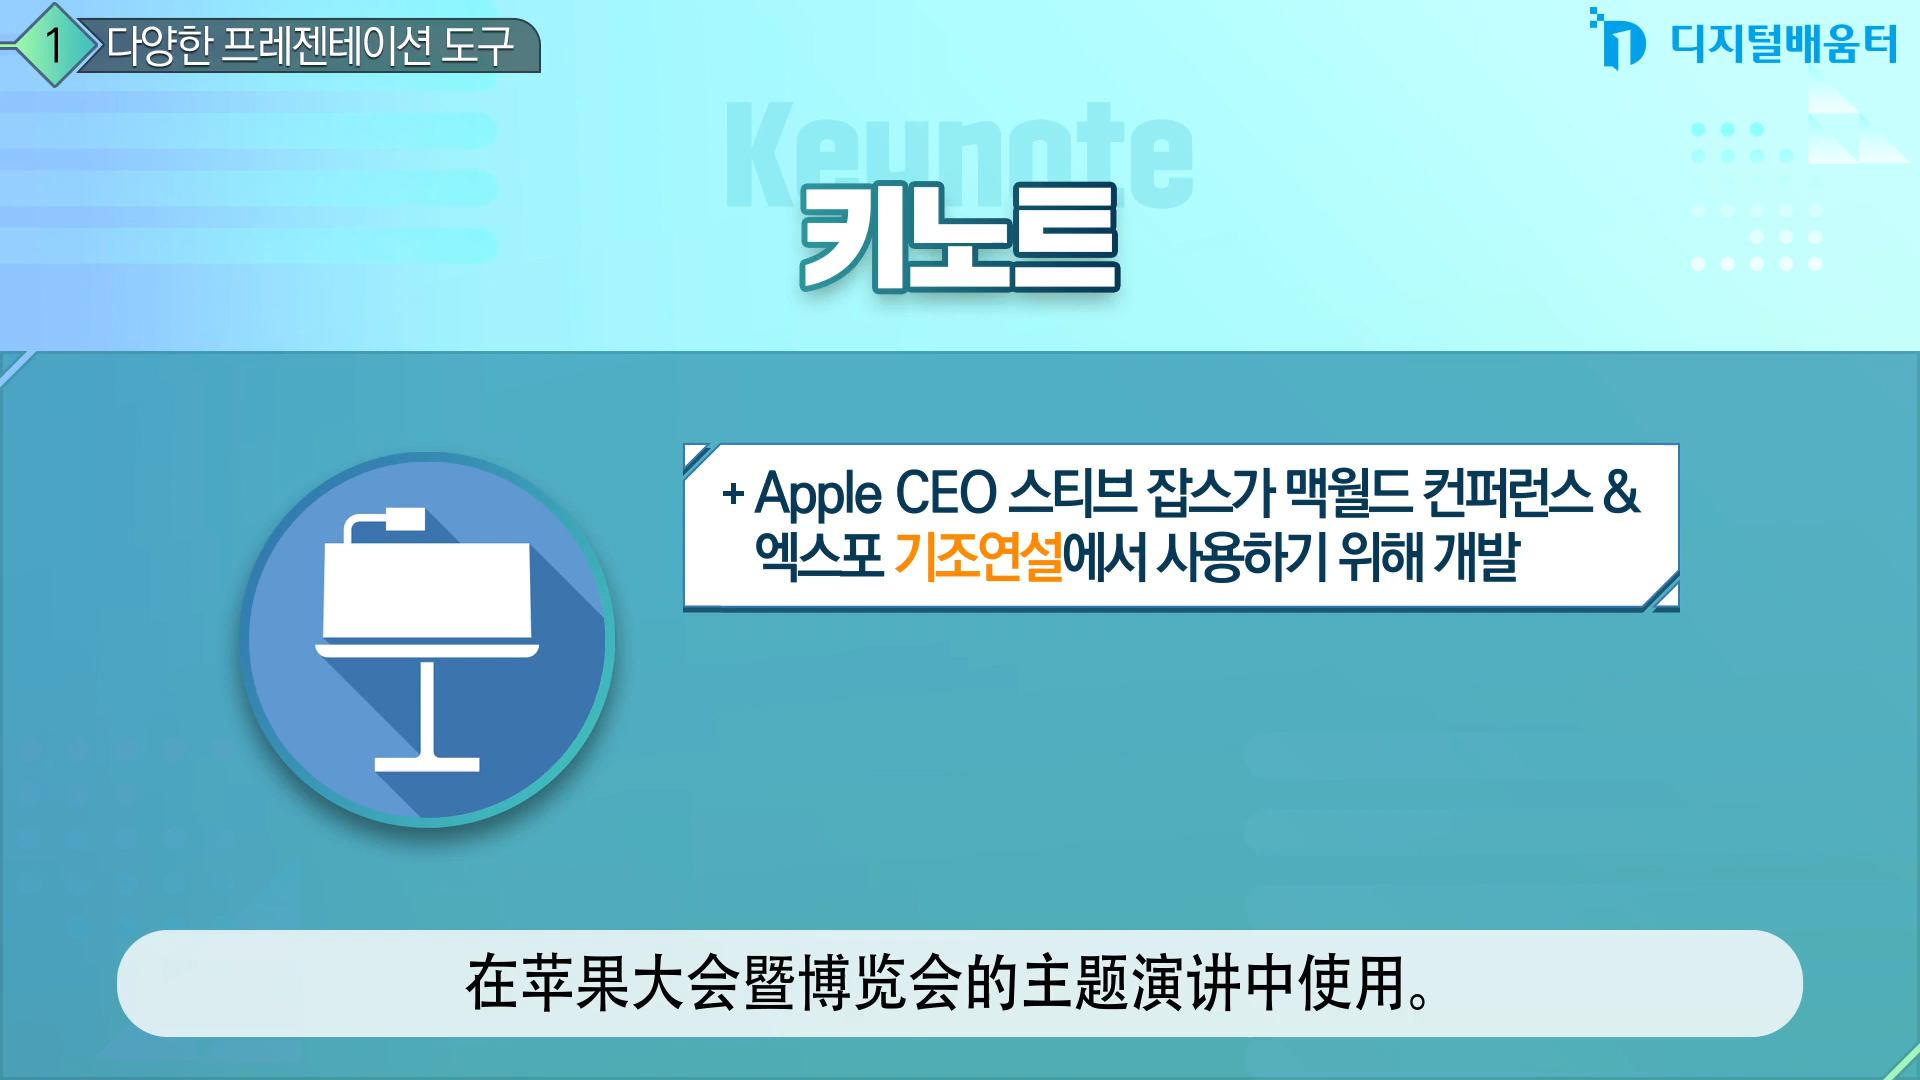 1 다양한 프레젠테이션 도구
디지털배움터
Keynote
키노트
+ Apple CEO 스티브 잡스가 맥월드 컨퍼런스 &
엑스포 기조연설에서 사용하기 위해 개발
在苹果大会暨博览会的主题演讲中使用。